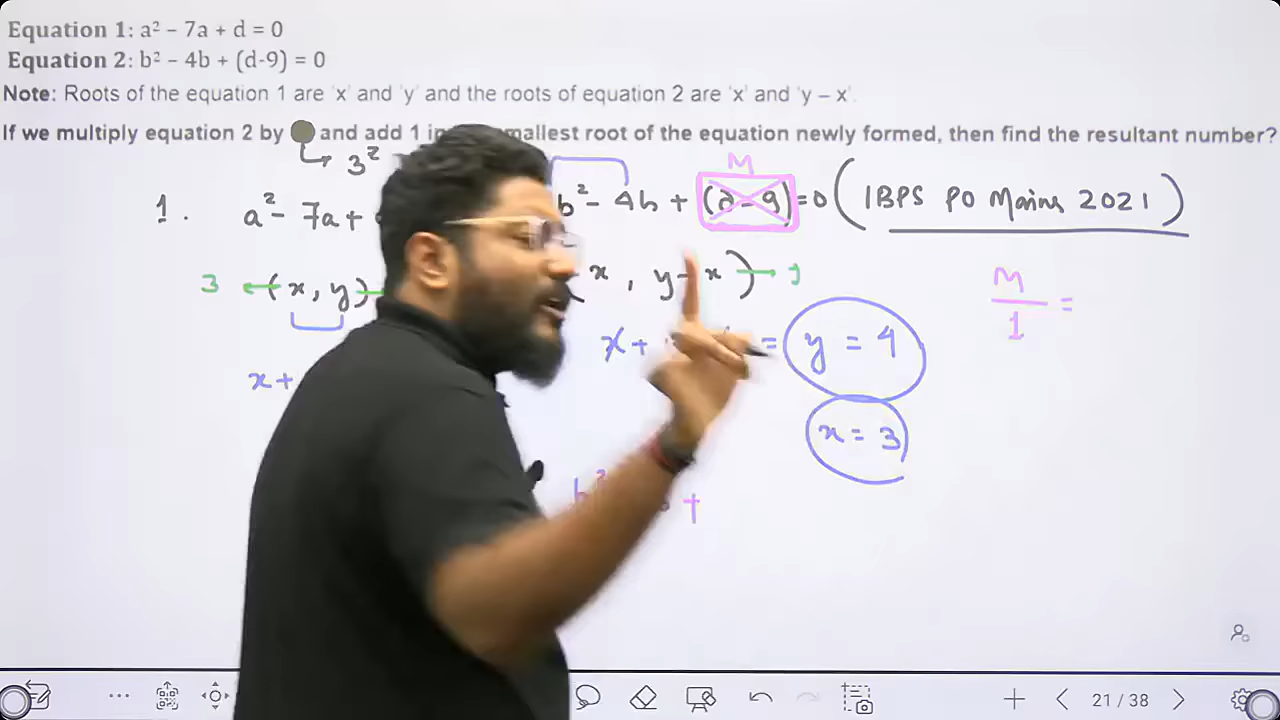 Equation 1: a² – 7a + d = 0
Equation 2: b² – 4b + (d-9) = 0
Note: Roots of the equation 1 are 'x' and 'y' and the roots of equation 2 are 'x' and 'y – x'.
If we multiply equation 2 by and add 1 in smallest root of the equation newly formed, then find the resultant number?
3²
M
1. a² - 7a +
b² - 4b + (d-9) = 0 (IBPS PO Mains 2021)
3 (x, y)
x, y-x) 1
M/1 =
x+ = y = 4
x+
x = 3
b² +
21 / 38